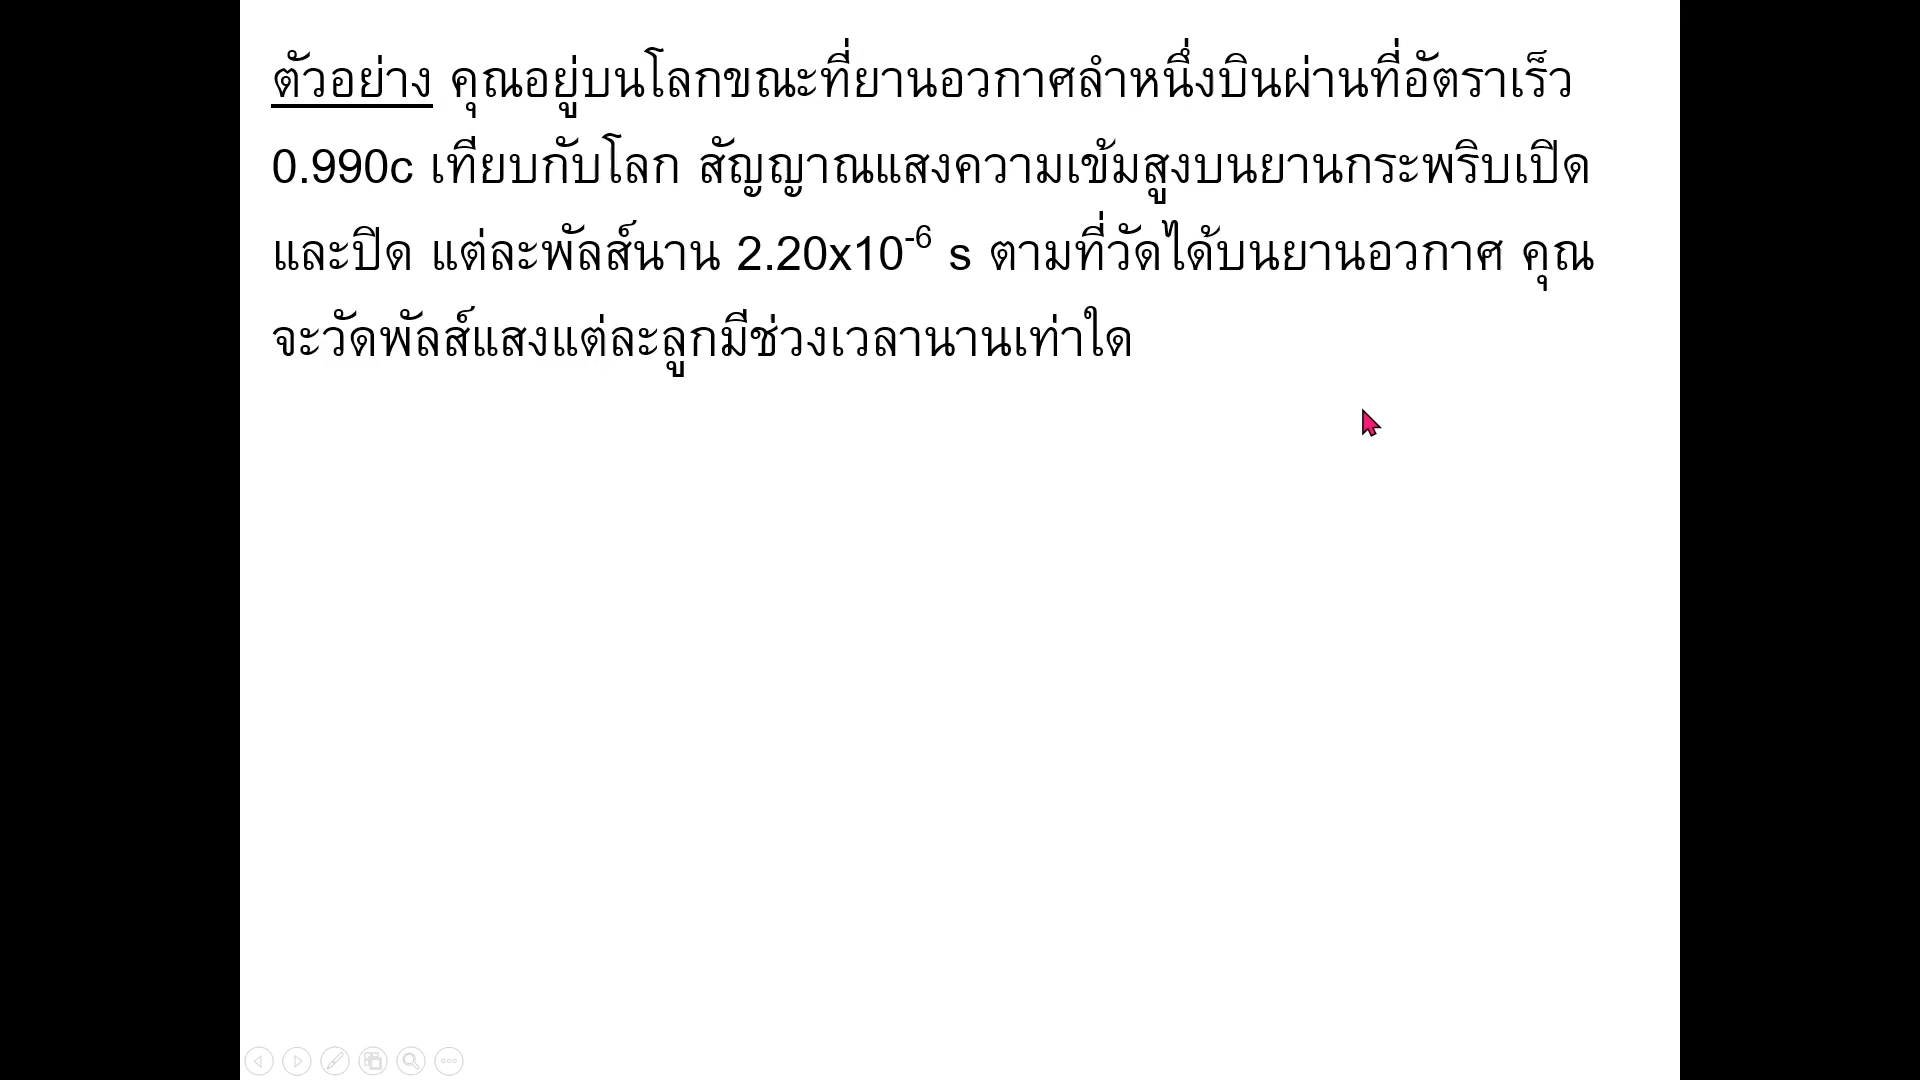 ตัวอย่าง คุณอยู่บนโลกขณะที่ยานอวกาศลำหนึ่งบินผ่านที่อัตราเร็ว
0.990c เทียบกับโลก สัญญาณแสงความเข้มสูงบนยานกระพริบเปิด
และปิด แต่ละพัลส์นาน 2.20x10⁻⁶ s ตามที่วัดได้บนยานอวกาศ คุณ
จะวัดพัลส์แสงแต่ละลูกมีช่วงเวลานานเท่าใด